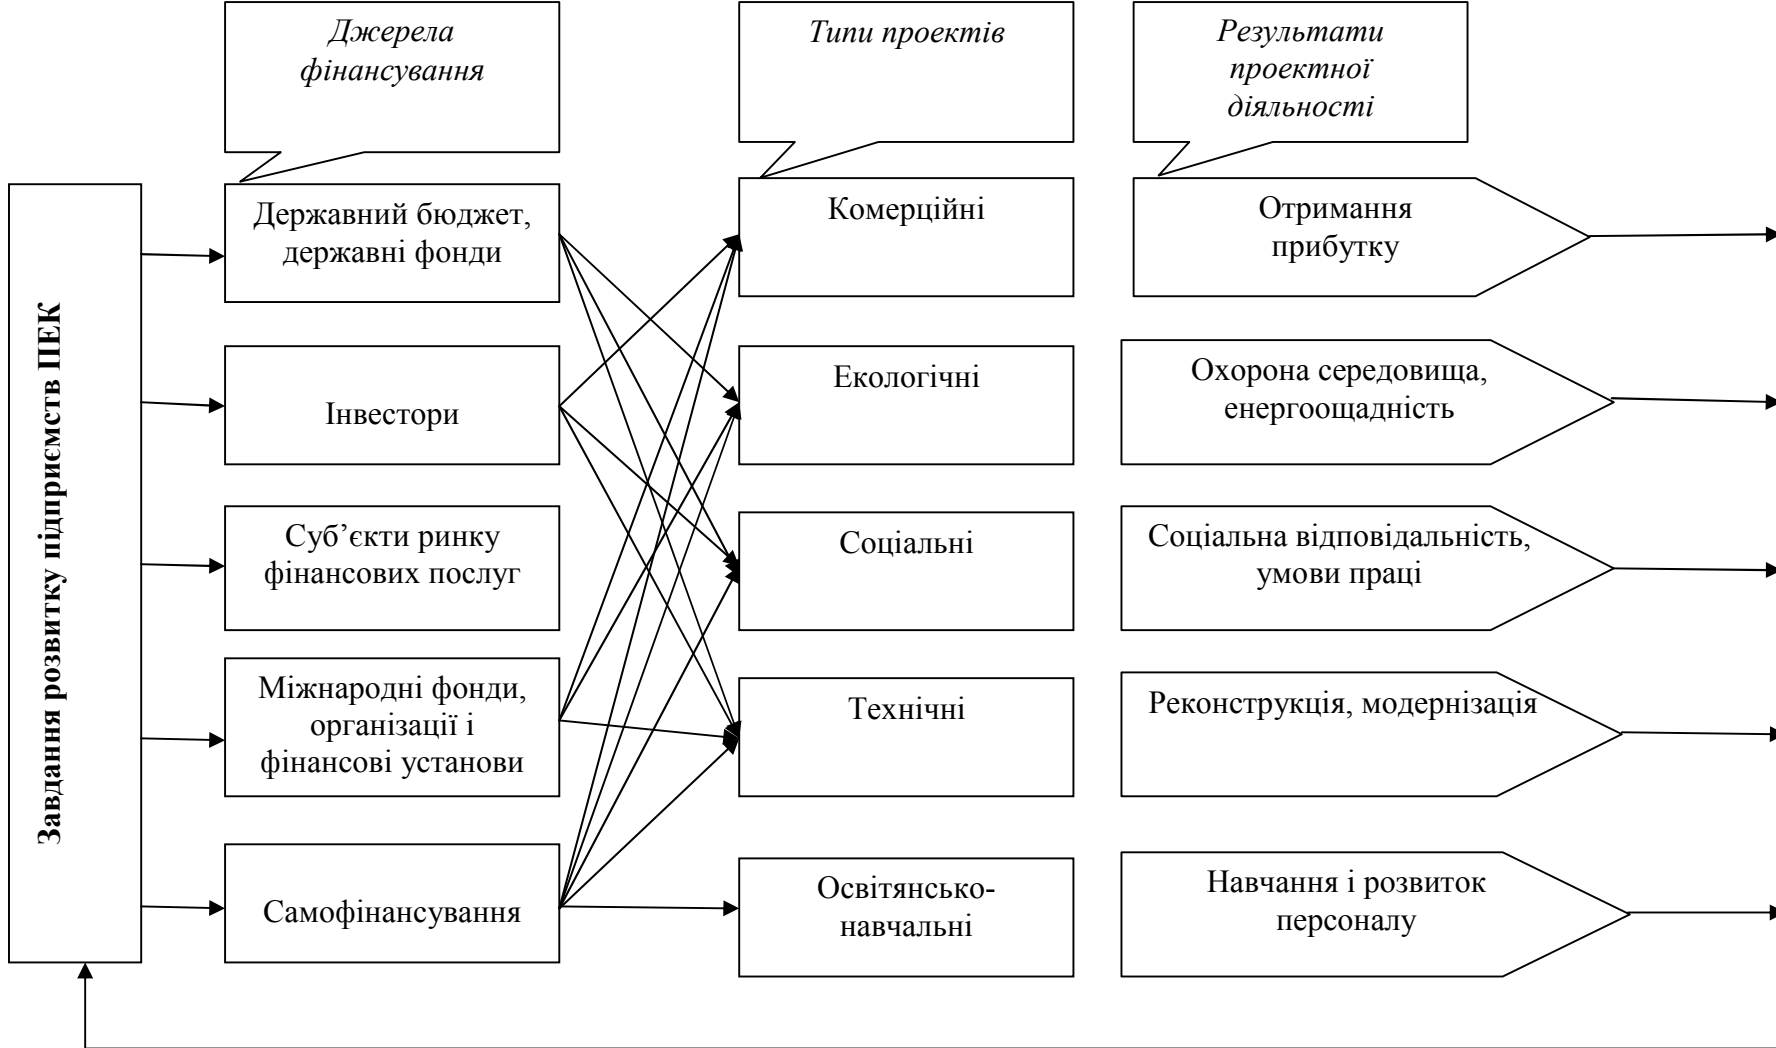 Джерела
фінансування
Типи проектів
Результати
проектної
діяльності
Завдання розвитку підприємств ПЕК
Державний бюджет,
державні фонди
Комерційні
Отримання
прибутку
Інвестори
Екологічні
Охорона середовища,
енергоощадність
Суб’єкти ринку
фінансових послуг
Соціальні
Соціальна відповідальність,
умови праці
Міжнародні фонди,
організації і
фінансові установи
Технічні
Реконструкція, модернізація
Самофінансування
Освітянсько-
навчальні
Навчання і розвиток
персоналу